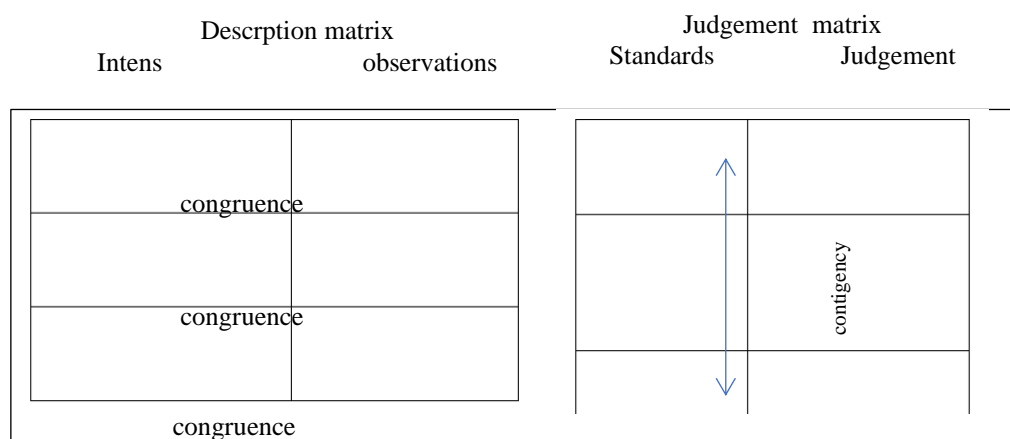 Descrption matrix
Intens observations
Judgement matrix
Standards Judgement
congruence
congruence
congruence
contigency